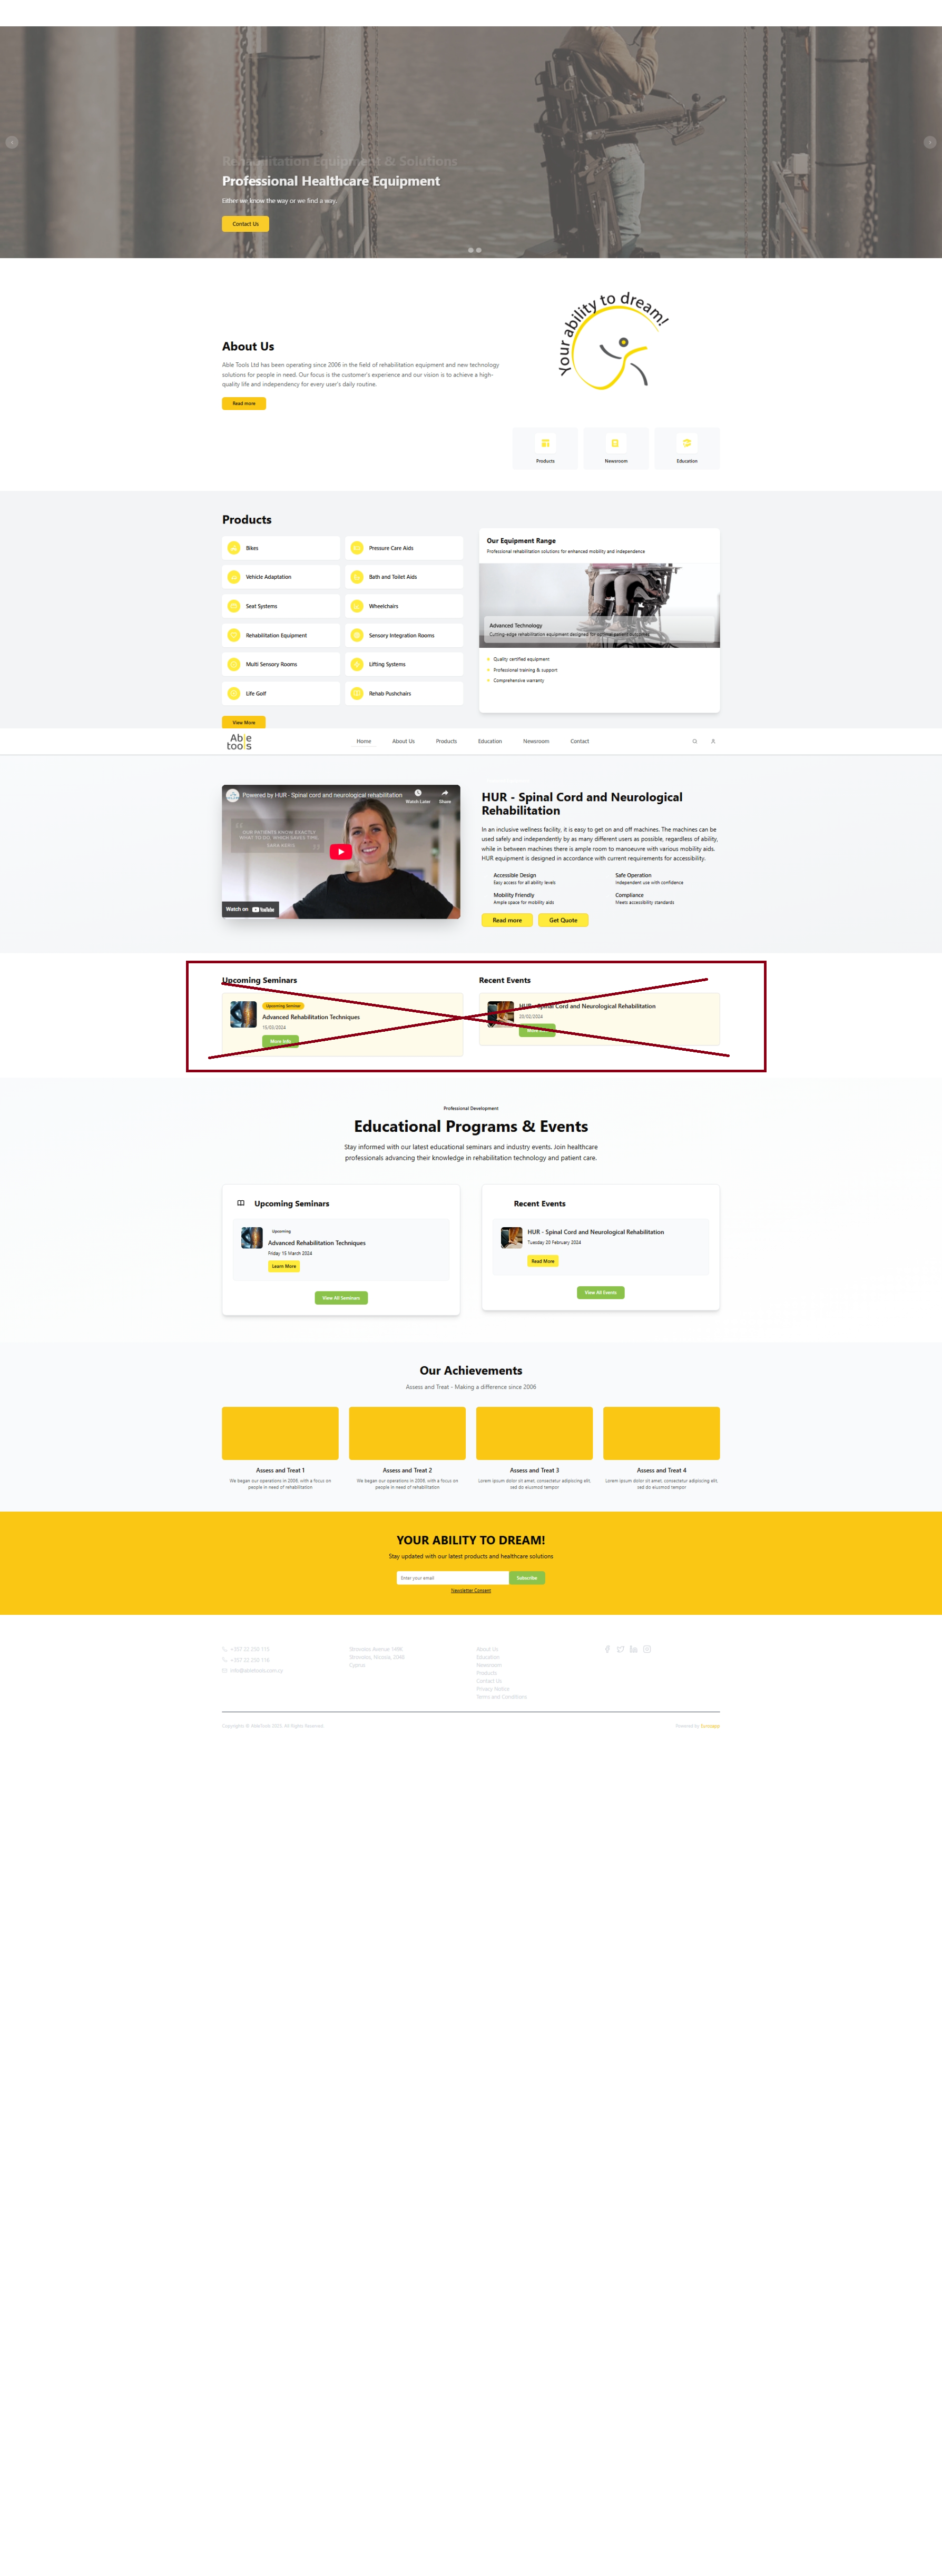 Rehabilitation Equipment & Solutions
Professional Healthcare Equipment
Either we know the way or we find a way.
Contact Us
Your ability to dream!
About Us
Able Tools Ltd has been operating since 2006 in the field of rehabilitation equipment and new technology
solutions for people in need. Our focus is the customer's experience and our vision is to achieve a high-
quality life and independency for every user's daily routine.
Read more
Products
Newsroom
Education
Products
Bikes
Pressure Care Aids
Vehicle Adaptation
Bath and Toilet Aids
Seat Systems
Wheelchairs
Rehabilitation Equipment
Sensory Integration Rooms
Multi Sensory Rooms
Lifting Systems
Life Golf
Rehab Pushchairs
View More
Our Equipment Range
Professional rehabilitation solutions for enhanced mobility and independence
Advanced Technology
Cutting-edge rehabilitation equipment designed for optimal patient outcomes
Quality certified equipment
Professional training & support
Comprehensive warranty
Able
tools
Home
About Us
Products
Education
Newsroom
Contact
Powered by HUR - Spinal cord and neurological rehabilitation
Watch Later
Share
OUR PATIENTS KNOW EXACTLY
WHAT TO DO, WHICH SAVES TIME.
Watch on YouTube
HUR - Spinal Cord and Neurological
Rehabilitation
In an inclusive wellness facility, it is easy to get on and off machines. The machines can be
used safely and independently by as many different users as possible, regardless of ability,
while in between machines there is ample room to manoeuvre with various mobility aids.
HUR equipment is designed in accordance with current requirements for accessibility.
Accessible Design
Easy access for all ability levels
Safe Operation
Independent use with confidence
Mobility Friendly
Ample space for mobility aids
Compliance
Meets accessibility standards
Read more
Get Quote
Upcoming Seminars
Upcoming Seminar
Advanced Rehabilitation Techniques
15/03/2024
More Info
Recent Events
HUR - Spinal Cord and Neurological Rehabilitation
20/02/2024
Professional Development
Educational Programs & Events
Stay informed with our latest educational seminars and industry events. Join healthcare
professionals advancing their knowledge in rehabilitation technology and patient care.
Upcoming Seminars
Upcoming
Advanced Rehabilitation Techniques
Friday 15 March 2024
Learn More
View All Seminars
Recent Events
HUR - Spinal Cord and Neurological Rehabilitation
Tuesday 20 February 2024
Read More
View All Events
Our Achievements
Assess and Treat - Making a difference since 2006
Assess and Treat 1
We began our operations in 2006, with a focus on
people in need of rehabilitation
Assess and Treat 2
We began our operations in 2006, with a focus on
people in need of rehabilitation
Assess and Treat 3
Lorem ipsum dolor sit amet, consectetur adipiscing elit,
sed do eiusmod tempor
Assess and Treat 4
Lorem ipsum dolor sit amet, consectetur adipiscing elit,
sed do eiusmod tempor
YOUR ABILITY TO DREAM!
Stay updated with our latest products and healthcare solutions
Enter your email
Subscribe
Newsletter Consent
+357 22 250 115
+357 22 250 116
Strovolos, Nicosia, 2049
Cyprus
About Us
Education
Newsroom
Products
Contact Us
Privacy Notice
Terms and Conditions
Powered by